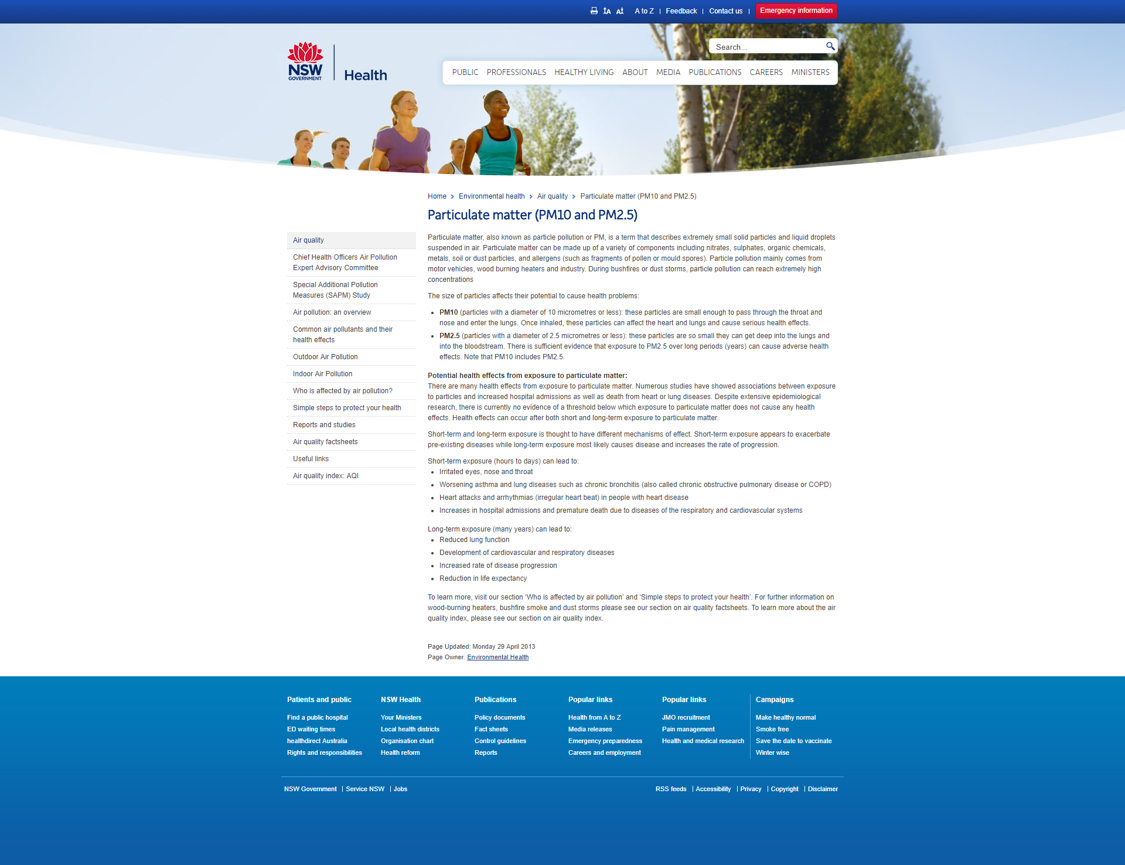 A to Z | Feedback | Contact us | Emergency information
Search...
NSW
GOVERNMENT
Health
PUBLIC PROFESSIONALS HEALTHY LIVING ABOUT MEDIA PUBLICATIONS CAREERS MINISTERS
Home > Environmental health > Air quality > Particulate matter (PM10 and PM2.5)
Particulate matter (PM10 and PM2.5)
Air quality
Chief Health Officers Air Pollution
Expert Advisory Committee
Special Additional Pollution
Measures (SAPM) Study
Air pollution: an overview
Common air pollutants and their
health effects
Outdoor Air Pollution
Indoor Air Pollution
Who is affected by air pollution?
Simple steps to protect your health
Reports and studies
Air quality factsheets
Useful links
Air quality index: AQI
Particulate matter, also known as particle pollution or PM, is a term that describes extremely small solid particles and liquid droplets
suspended in air. Particulate matter can be made up of a variety of components including nitrates, sulphates, organic chemicals,
metals, soil or dust particles, and allergens (such as fragments of pollen or mould spores). Particle pollution mainly comes from
motor vehicles, wood burning heaters and industry. During bushfires or dust storms, particle pollution can reach extremely high
concentrations
The size of particles affects their potential to cause health problems:
• PM10 (particles with a diameter of 10 micrometres or less): these particles are small enough to pass through the throat and
nose and enter the lungs. Once inhaled, these particles can affect the heart and lungs and cause serious health effects.
• PM2.5 (particles with a diameter of 2.5 micrometres or less): these particles are so small they can get deep into the lungs and
into the bloodstream. There is sufficient evidence that exposure to PM2.5 over long periods (years) can cause adverse health
effects. Note that PM10 includes PM2.5.
Potential health effects from exposure to particulate matter:
There are many health effects from exposure to particulate matter. Numerous studies have showed associations between exposure
to particles and increased hospital admissions as well as death from heart or lung diseases. Despite extensive epidemiological
research, there is currently no evidence of a threshold below which exposure to particulate matter does not cause any health
effects. Health effects can occur after both short and long-term exposure to particulate matter.
Short-term and long-term exposure is thought to have different mechanisms of effect. Short-term exposure appears to exacerbate
pre-existing diseases while long-term exposure most likely causes disease and increases the rate of progression.
Short-term exposure (hours to days) can lead to:
• Irritated eyes, nose and throat
• Worsening asthma and lung diseases such as chronic bronchitis (also called chronic obstructive pulmonary disease or COPD)
• Heart attacks and arrhythmias (irregular heart beat) in people with heart disease
• Increases in hospital admissions and premature death due to diseases of the respiratory and cardiovascular systems
Long-term exposure (many years) can lead to:
• Reduced lung function
• Development of cardiovascular and respiratory diseases
• Increased rate of disease progression
• Reduction in life expectancy
To learn more, visit our section 'Who is affected by air pollution' and 'Simple steps to protect your health'. For further information on
wood-burning heaters, bushfire smoke and dust storms please see our section on air quality factsheets. To learn more about the air
quality index, please see our section on air quality index.
Page Updated: Monday 29 April 2013
Page Owner: Environmental Health
Patients and public
Find a public hospital
ED waiting times
healthdirect Australia
Rights and responsibilities
NSW Health
Your Ministers
Local health districts
Organisation chart
Health reform
Publications
Policy documents
Fact sheets
Control guidelines
Reports
Popular links
Health from A to Z
Media releases
Emergency preparedness
Careers and employment
Popular links
JMO recruitment
Pain management
Health and medical research
Campaigns
Make healthy normal
Smoke free
Save the date to vaccinate
Winter wise
NSW Government | Service NSW | Jobs
RSS feeds | Accessibility | Privacy | Copyright | Disclaimer